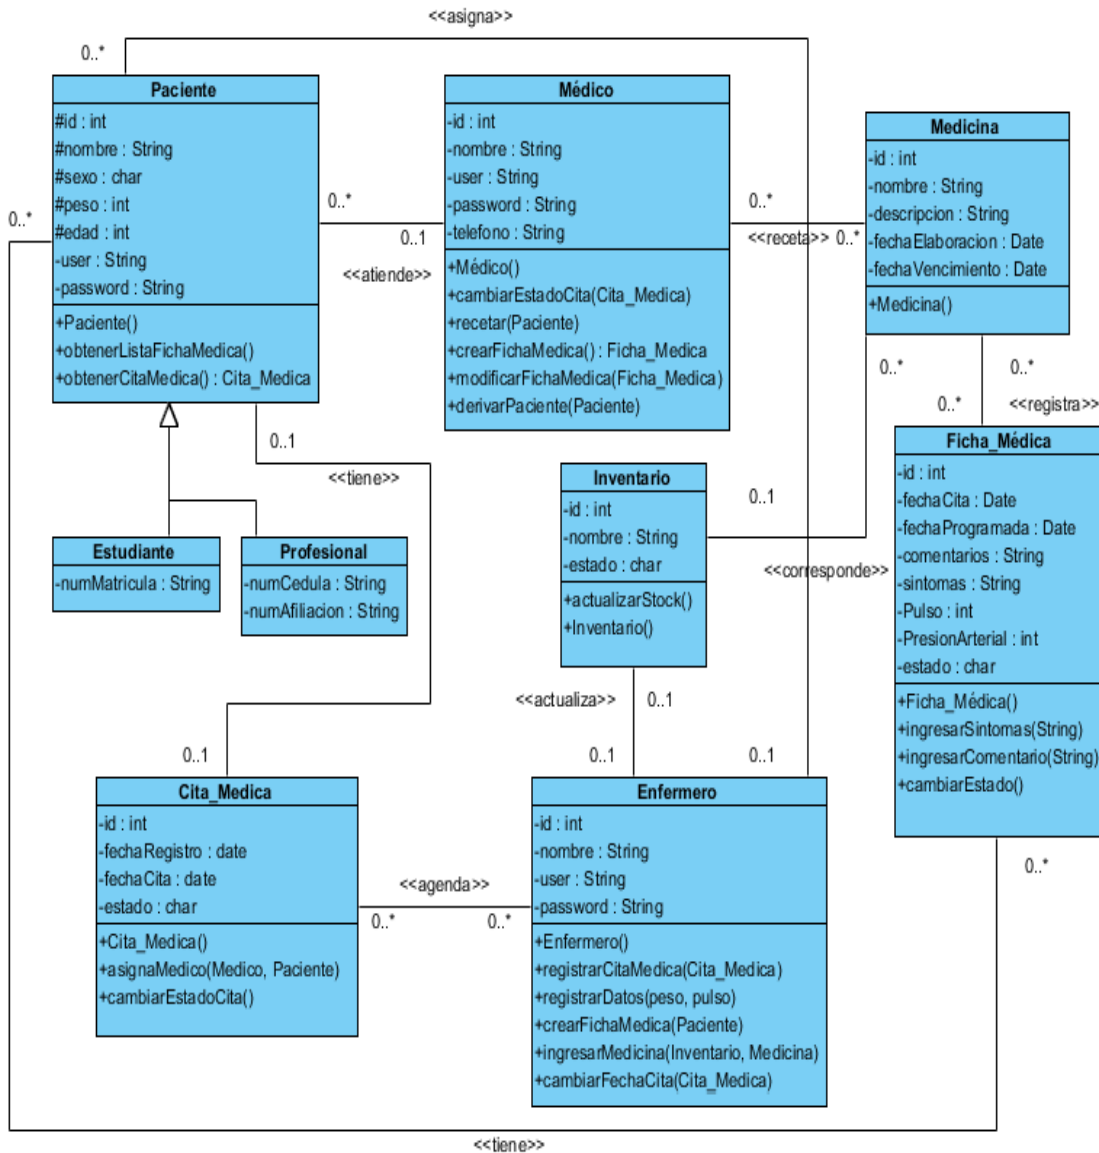 <<asigna>>
0..*
Paciente
#id : int
#nombre : String
#sexo : char
#peso : int
#edad : int
-user : String
-password : String
+Paciente()
+obtenerListaFichaMedica()
+obtenerCitaMedica() : Cita_Medica
0..*
0..*
0..1
<<atiende>>
Médico
-id : int
-nombre : String
-user : String
-password : String
-telefono : String
+Médico()
+cambiarEstadoCita(Cita_Medica)
+recetar(Paciente)
+crearFichaMedica() : Ficha_Medica
+modificarFichaMedica(Ficha_Medica)
+derivarPaciente(Paciente)
0..*
<<receta>>
0..*
Medicina
-id : int
-nombre : String
-descripcion : String
-fechaElaboracion : Date
-fechaVencimiento : Date
+Medicina()
0..*
0..*
0..*
<<registra>>
0..1
<<tiene>>
Estudiante
-numMatricula : String
Profesional
-numCedula : String
-numAfiliacion : String
Inventario
-id : int
-nombre : String
-estado : char
+actualizarStock()
+Inventario()
0..1
<<corresponde>>
Ficha_Médica
-id : int
-fechaCita : Date
-fechaProgramada : Date
-comentarios : String
-sintomas : String
-Pulso : int
-PresionArterial : int
-estado : char
+Ficha_Médica()
+ingresarSintomas(String)
+ingresarComentario(String)
+cambiarEstado()
<<actualiza>>
0..1
0..1
0..1
0..1
0..*
Cita_Medica
-id : int
-fechaRegistro : date
-fechaCita : date
-estado : char
+Cita_Medica()
+asignaMedico(Medico, Paciente)
+cambiarEstadoCita()
<<agenda>>
0..*
0..*
Enfermero
-id : int
-nombre : String
-user : String
-password : String
+Enfermero()
+registrarCitaMedica(Cita_Medica)
+registrarDatos(peso, pulso)
+crearFichaMedica(Paciente)
+ingresarMedicina(Inventario, Medicina)
+cambiarFechaCita(Cita_Medica)
<<tiene>>